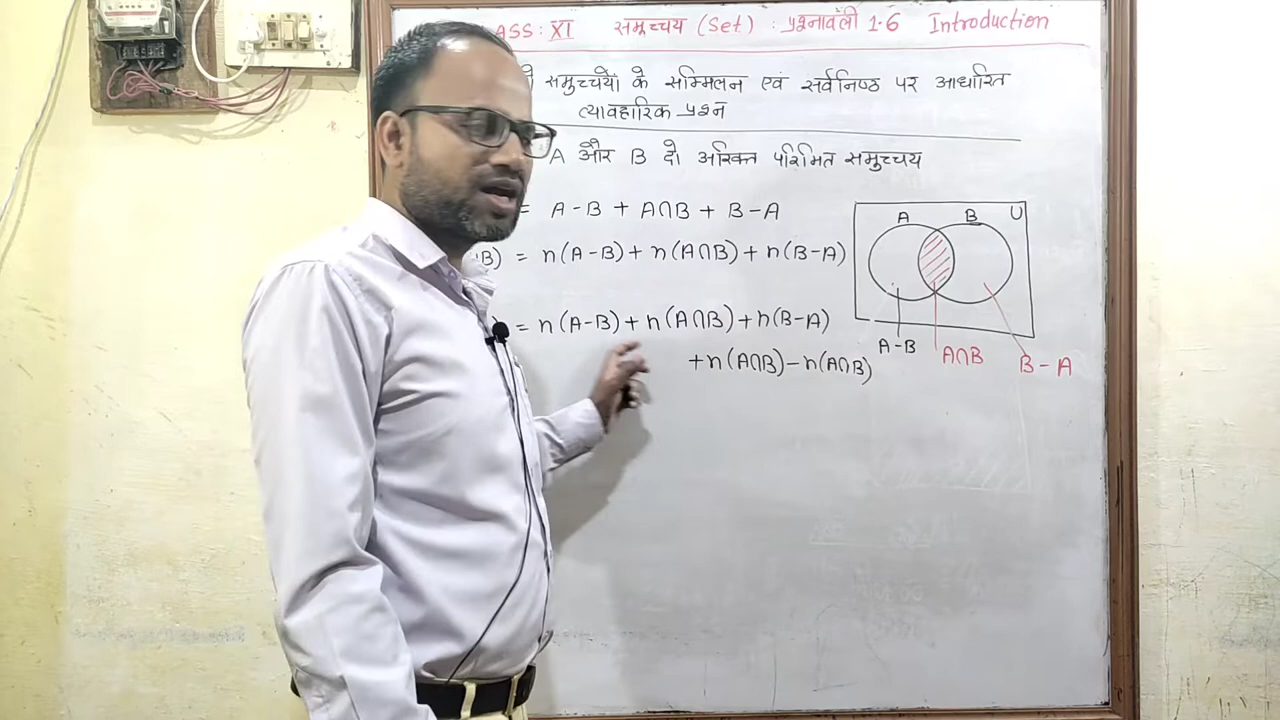 ASS: XI समुच्चय (Set) : प्रश्नावली 1.6 Introduction
समुच्चयों के सम्मिलन एवं सर्वनिष्ठ पर आधारित
व्यावहारिक प्रश्न
A और B दो अरिक्त परिमित समुच्चय
= A-B + A∩B + B-A
B) = n(A-B) + n(A∩B) + n(B-A)
= n(A-B) + n(A∩B) + n(B-A)
+ n(A∩B) - n(A∩B)
A B U
A-B A∩B B-A